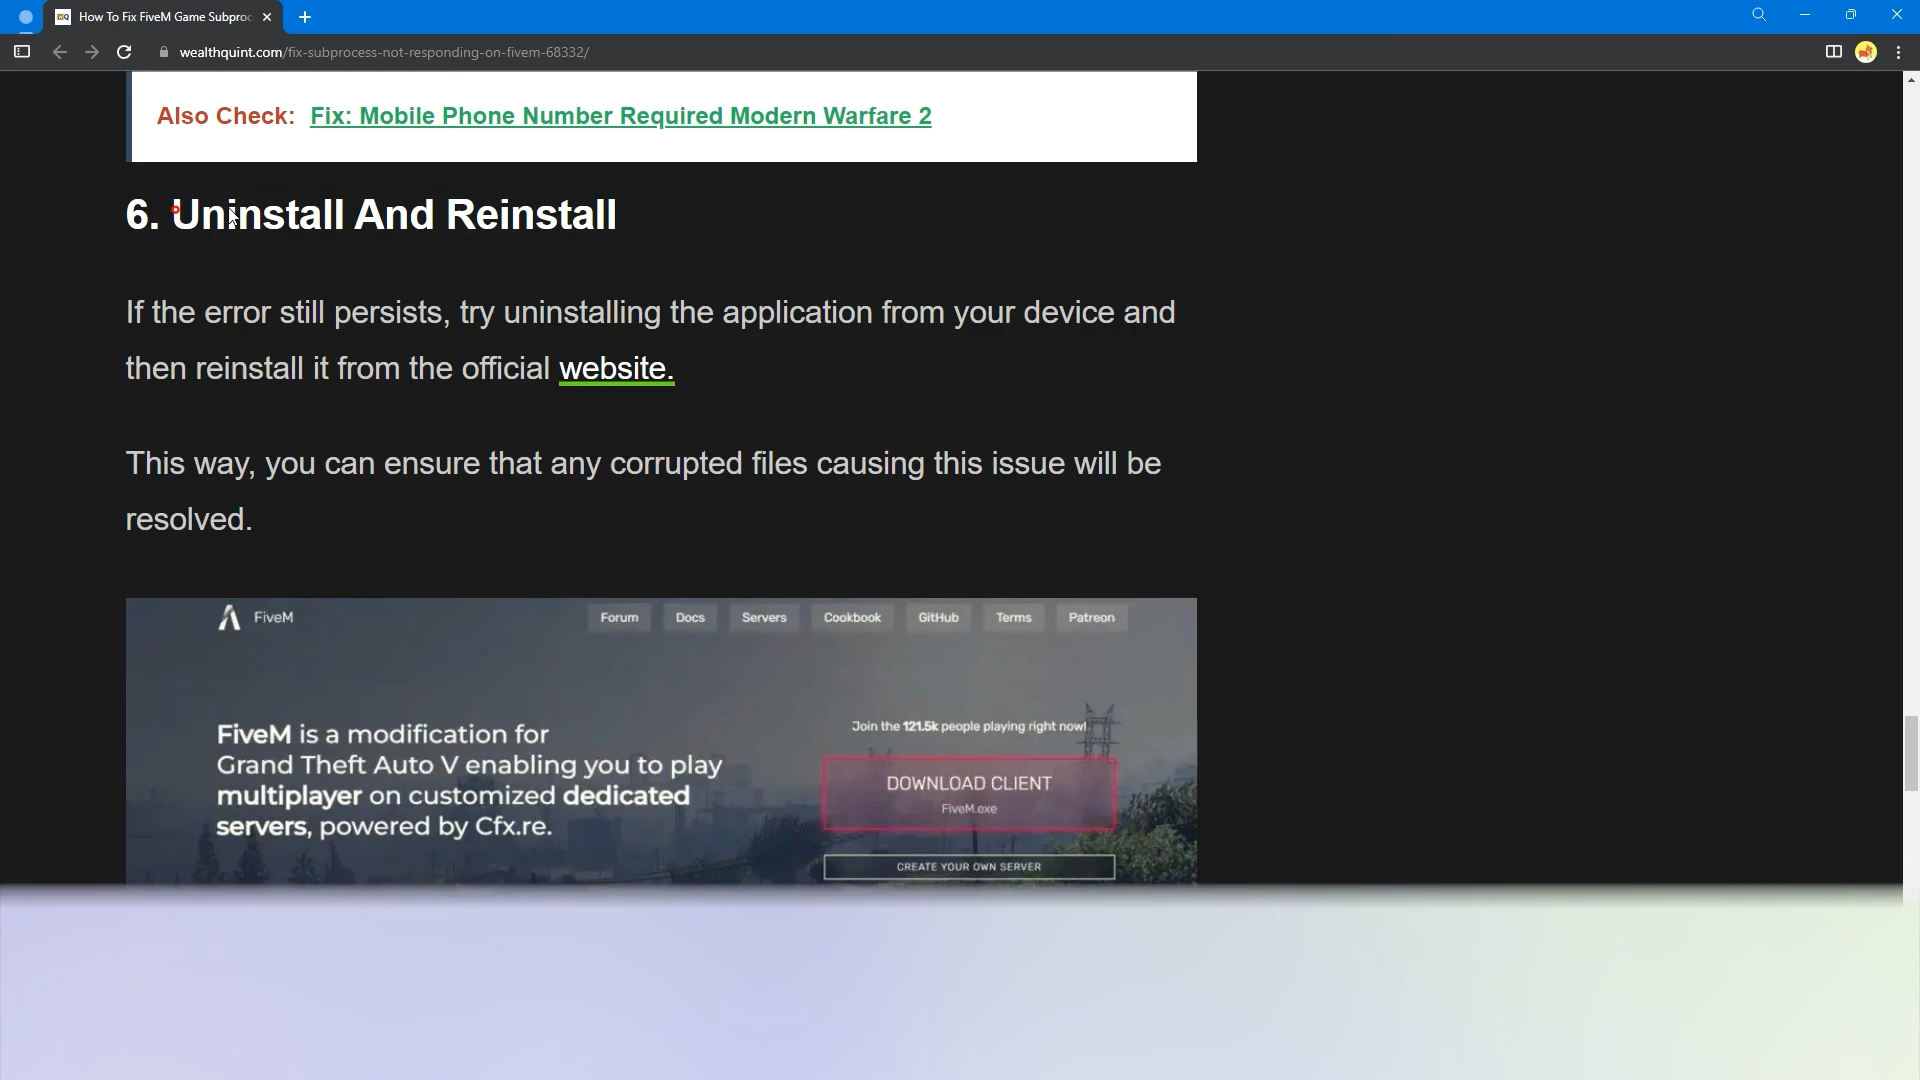 How To Fix FiveM Game Subproc
wealthquint.com/fix-subprocess-not-responding-on-fivem-68332/
Also Check: Fix: Mobile Phone Number Required Modern Warfare 2
6. Uninstall And Reinstall
If the error still persists, try uninstalling the application from your device and
then reinstall it from the official website.
This way, you can ensure that any corrupted files causing this issue will be
resolved.
FiveM
Forum Docs Servers Cookbook GitHub Terms Patreon
FiveM is a modification for
Grand Theft Auto V enabling you to play
multiplayer on customized dedicated
servers, powered by Cfx.re.
Join the 121.5k people playing right now!
DOWNLOAD CLIENT
FiveM.exe
CREATE YOUR OWN SERVER